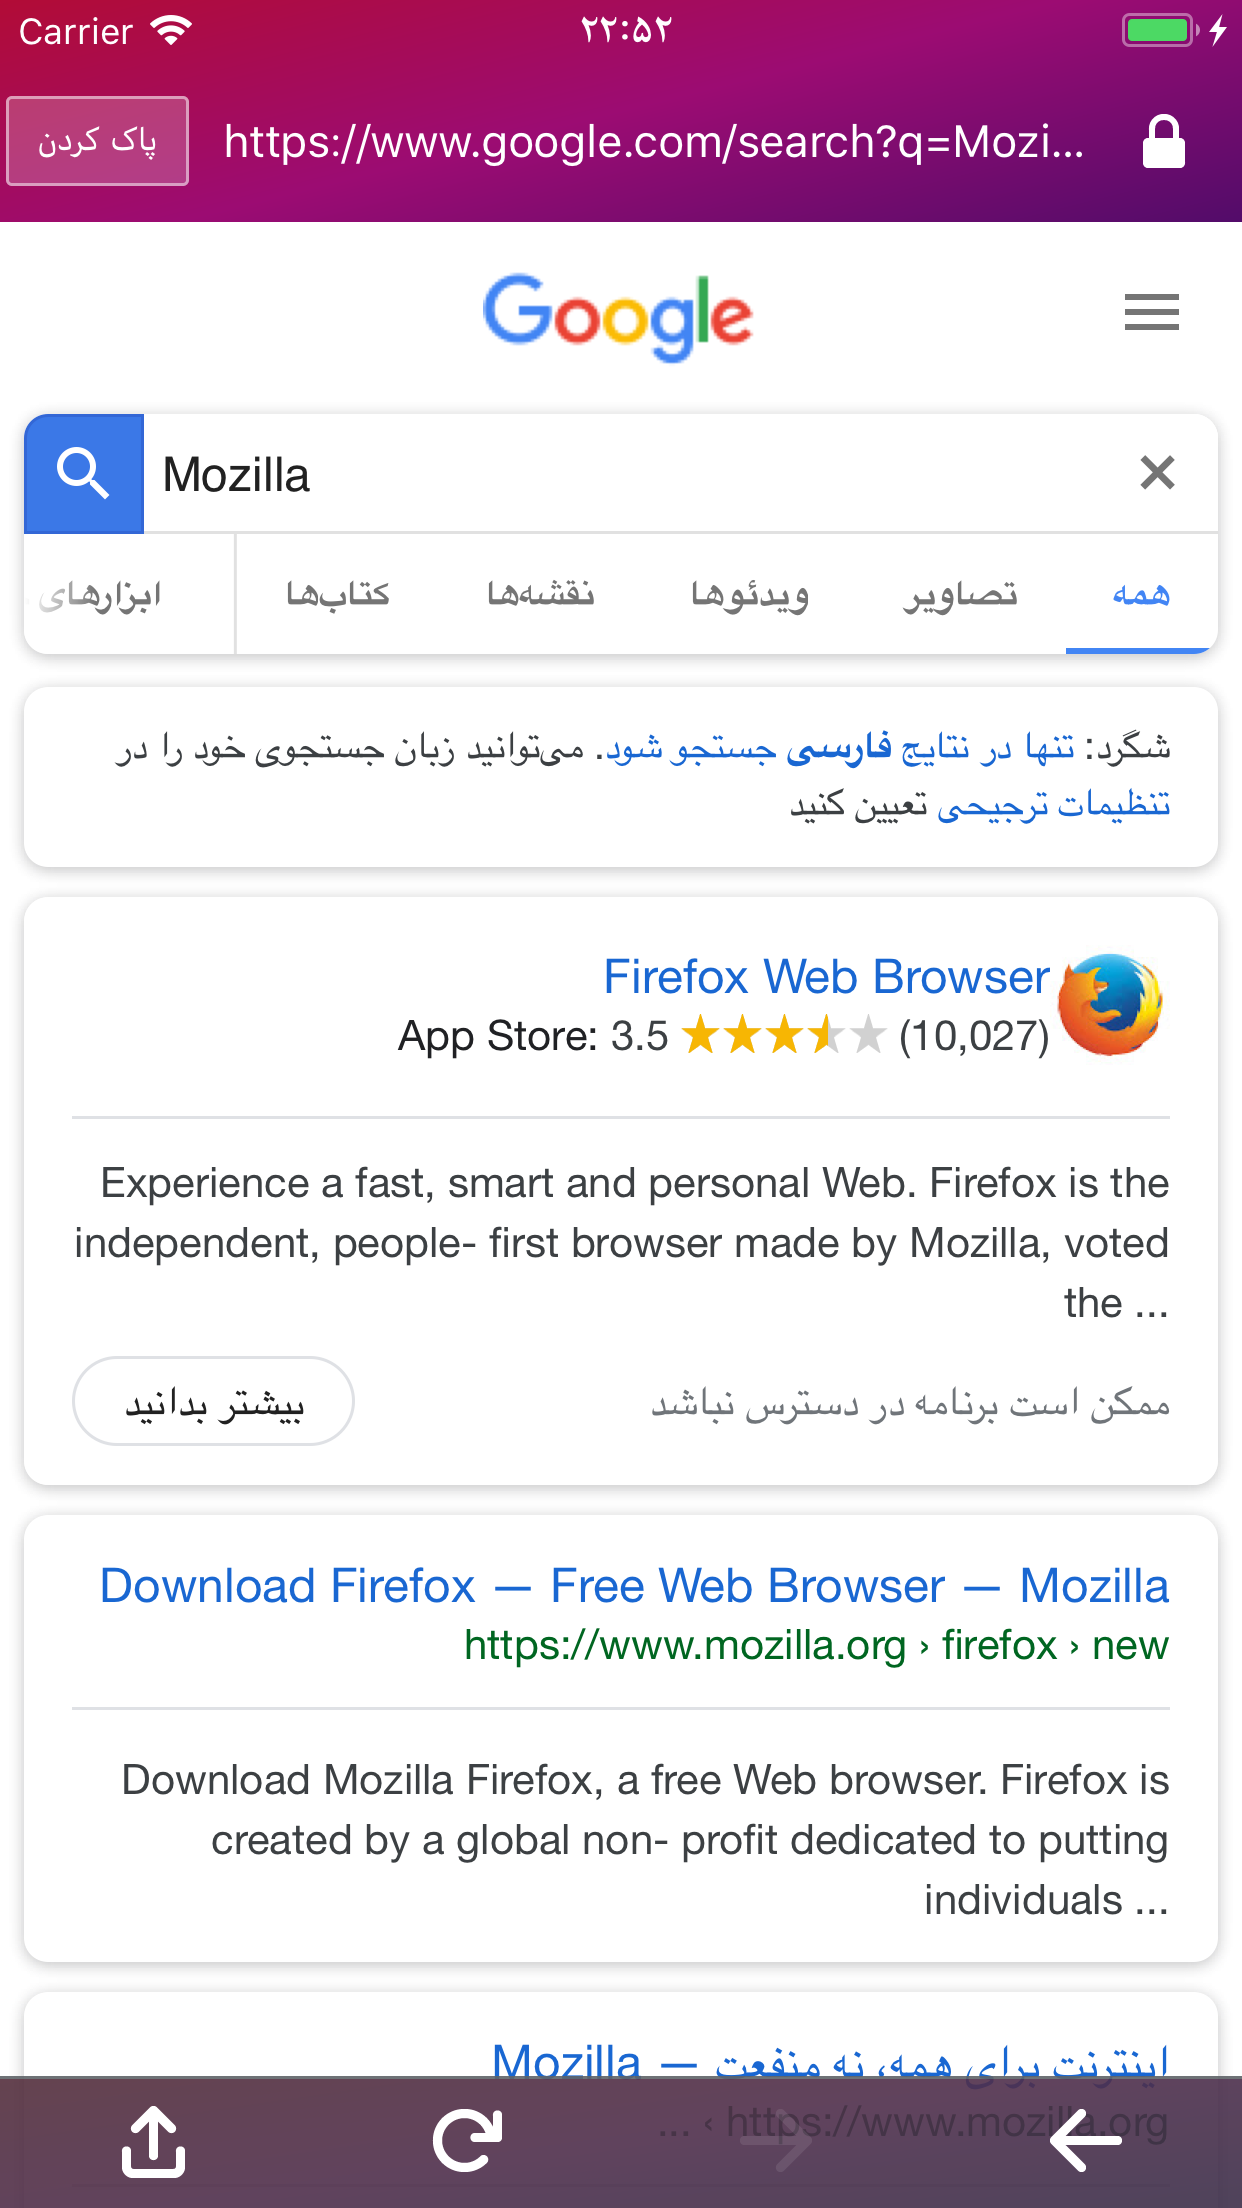 Carrier ۲۲:۵۲
پاک کردن https://www.google.com/search?q=Mozi...
Google
Mozilla
همه تصاویر ویدئوها نقشه‌ها کتاب‌ها ابزارهای
شگرد: تنها در نتایج فارسی جستجو شود. می‌توانید زبان جستجوی خود را در
تنظیمات ترجیحی تعیین کنید
Firefox Web Browser
App Store: 3.5 (10,027)
Experience a fast, smart and personal Web. Firefox is the
independent, people- first browser made by Mozilla, voted
the ...
ممکن است برنامه در دسترس نباشد
بیشتر بدانید
Download Firefox — Free Web Browser — Mozilla
https://www.mozilla.org › firefox › new
Download Mozilla Firefox, a free Web browser. Firefox is
created by a global non- profit dedicated to putting
individuals ...
اینترنت برای همه، نه منفعت — Mozilla
https://www.mozilla.org › ...